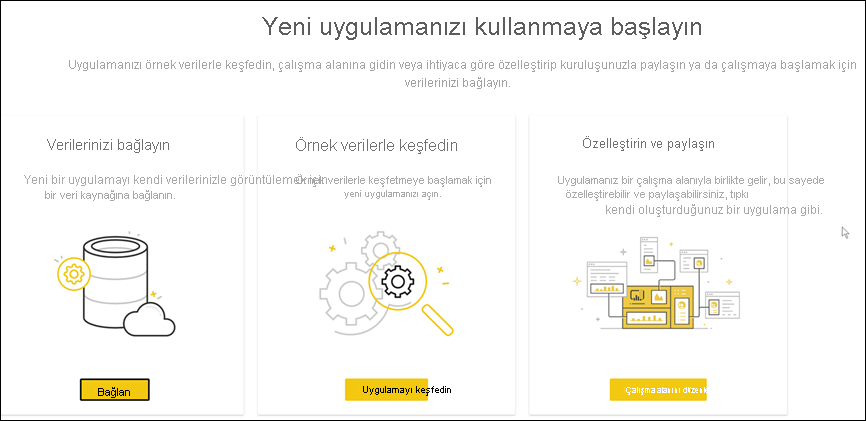 Yeni uygulamanızı kullanmaya başlayın
Uygulamanızı örnek verilerle keşfedin, çalışma alanına gidin veya ihtiyaca göre özelleştirip kuruluşunuzla paylaşın ya da çalışmaya başlamak için
verilerinizi bağlayın.
Verilerinizi bağlayın
Yeni bir uygulamayı kendi verilerinizle görüntülemek için
bir veri kaynağına bağlanın.
Bağlan
Örnek verilerle keşfedin
Örnek verilerle keşfetmeye başlamak için
yeni uygulamanızı açın.
Uygulamayı keşfedin
Özelleştirin ve paylaşın
Uygulamanız bir çalışma alanıyla birlikte gelir, bu sayede
özelleştirebilir ve paylaşabilirsiniz, tıpkı
kendi oluşturduğunuz bir uygulama gibi.
Çalışma alanını